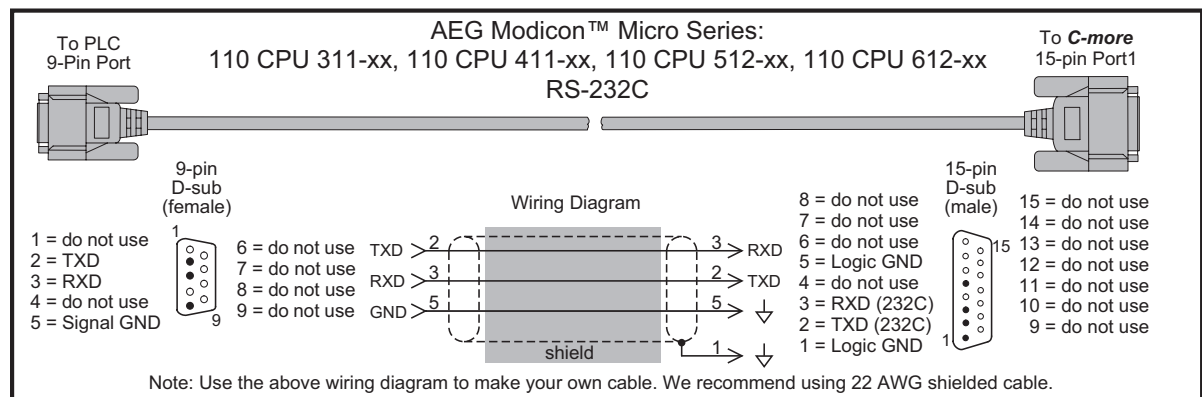 AEG Modicon™ Micro Series:
110 CPU 311-xx, 110 CPU 411-xx, 110 CPU 512-xx, 110 CPU 612-xx
RS-232C
To PLC
9-Pin Port
To C-more
15-pin Port1
9-pin
D-sub
(female)
1
9
1 = do not use
2 = TXD
3 = RXD
4 = do not use
5 = Signal GND
6 = do not use
7 = do not use
8 = do not use
9 = do not use
Wiring Diagram
TXD 2 3 RXD
RXD 3 2 TXD
GND 5 5
1
shield
8 = do not use
7 = do not use
6 = do not use
5 = Logic GND
4 = do not use
3 = RXD (232C)
2 = TXD (232C)
1 = Logic GND
15-pin
D-sub
(male)
15
1
15 = do not use
14 = do not use
13 = do not use
12 = do not use
11 = do not use
10 = do not use
9 = do not use
Note: Use the above wiring diagram to make your own cable. We recommend using 22 AWG shielded cable.